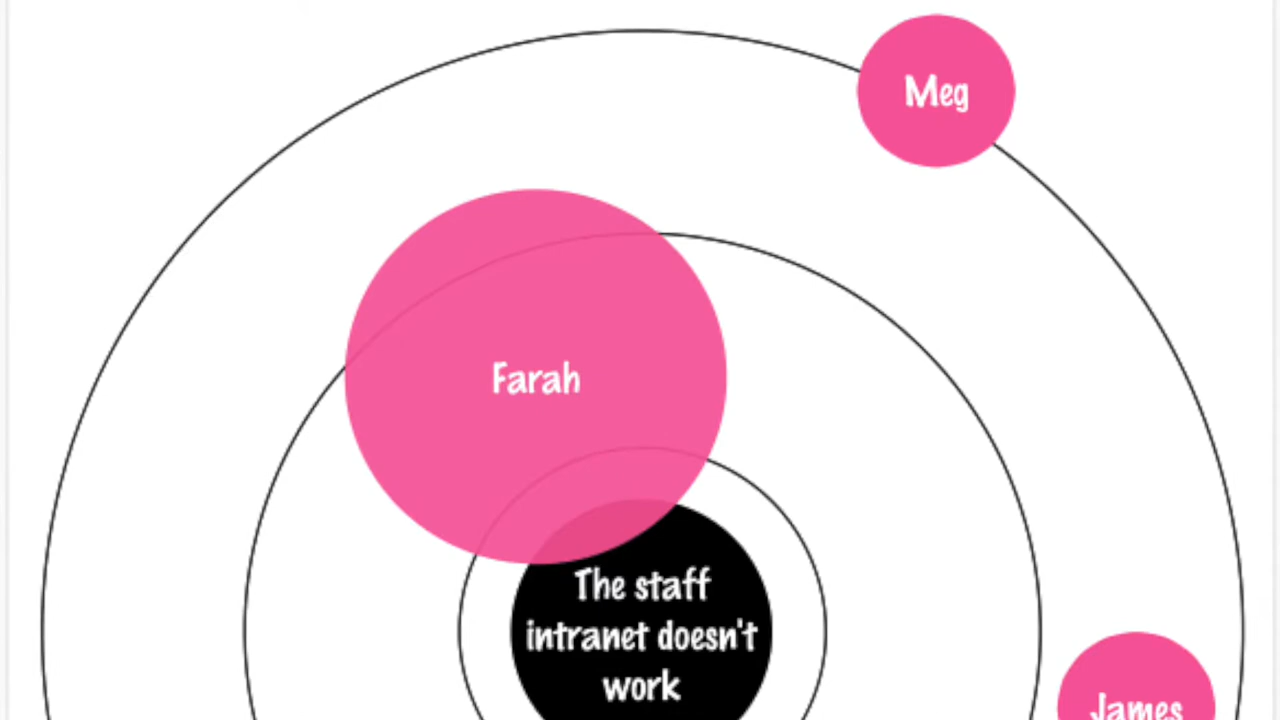 Meg
Farah
The staff
intranet doesn't
work
James